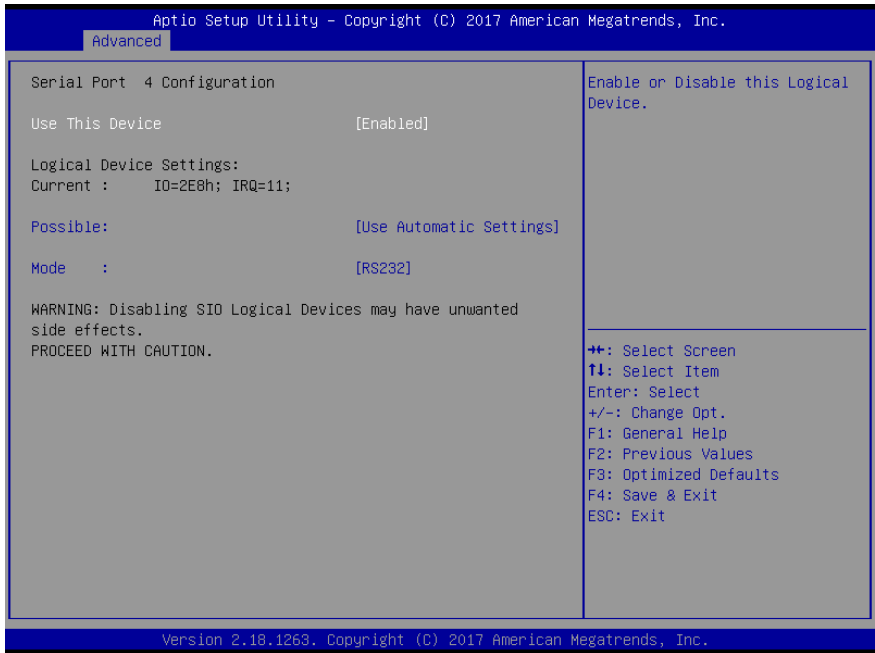 Aptio Setup Utility – Copyright (C) 2017 American Megatrends, Inc.
Advanced
Serial Port  4 Configuration
Use This Device [Enabled]
Logical Device Settings:
Current :  IO=2E8h; IRQ=11;
Possible: [Use Automatic Settings]
Mode : [RS232]
WARNING: Disabling SIO Logical Devices may have unwanted
side effects.
PROCEED WITH CAUTION.
Enable or Disable this Logical
Device.
→←: Select Screen
↑↓: Select Item
Enter: Select
+/-: Change Opt.
F1: General Help
F2: Previous Values
F3: Optimized Defaults
F4: Save & Exit
ESC: Exit
Version 2.18.1263. Copyright (C) 2017 American Megatrends, Inc.